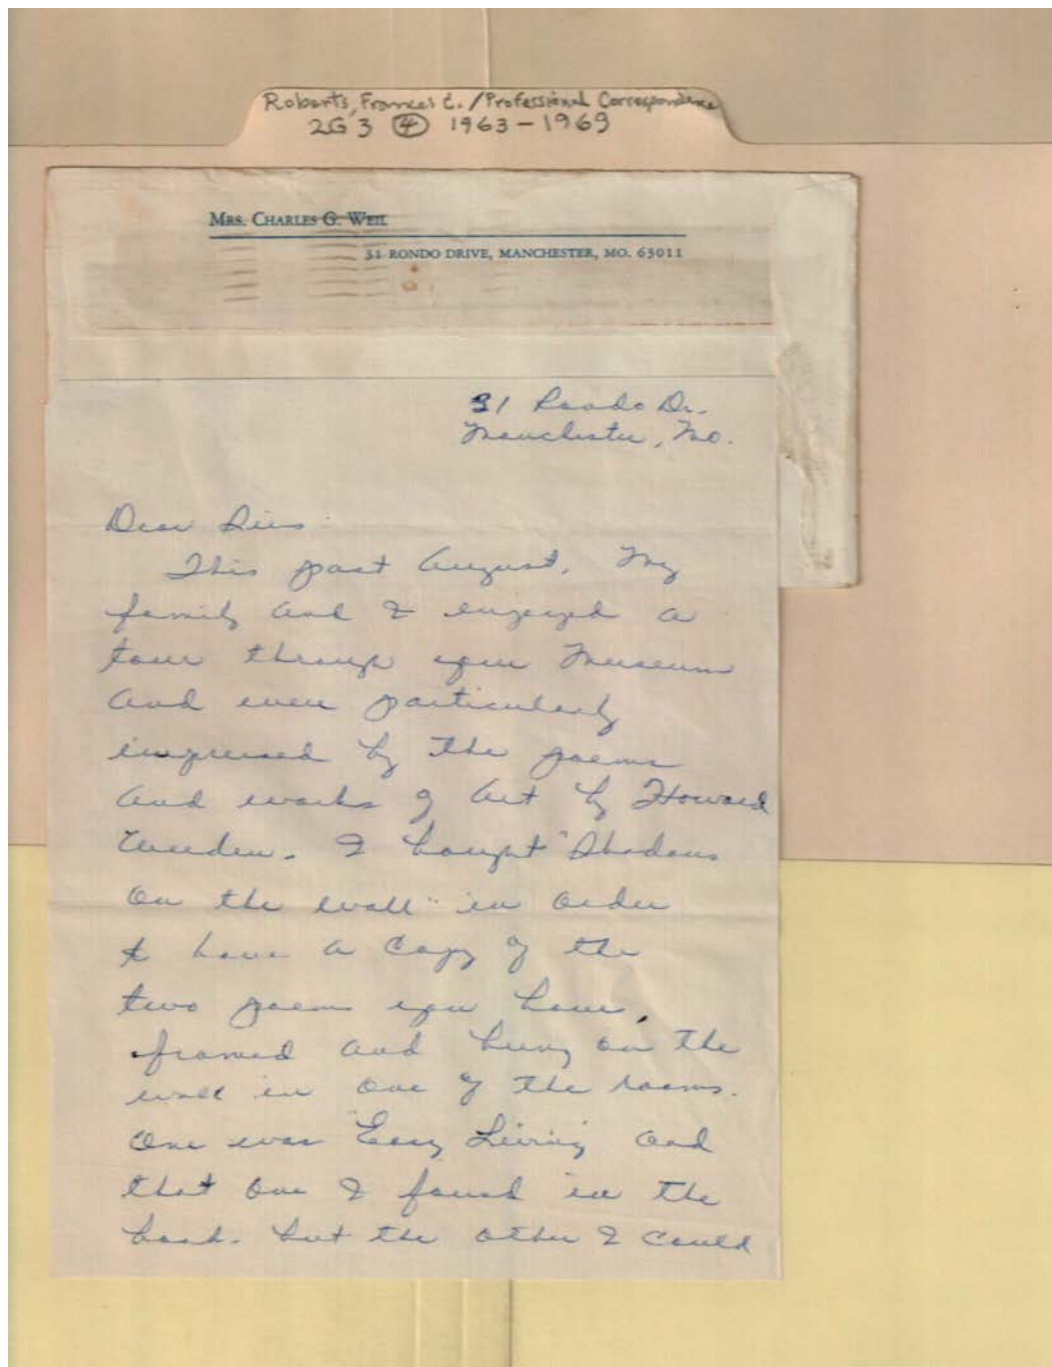 Roberts, Frances C. / Professional Correspondence
2G3 ④ 1963-1969
MRS. CHARLES G. WEIL
31 RONDO DRIVE, MANCHESTER, MO. 63011
31 Rondo Dr.
Manchester, Mo.
Dear Sirs:
This past August, my
family and I enjoyed a
tour through your Museum
and were particularly
impressed by the poems
and works of art by Howard
Weeden. I bought "Shadows
on the Wall" in order
to have a copy of the
two poems you have
framed and hung on the
wall in one of the rooms.
One was "Easy Living" and
that one I found in the
book. but the other I could